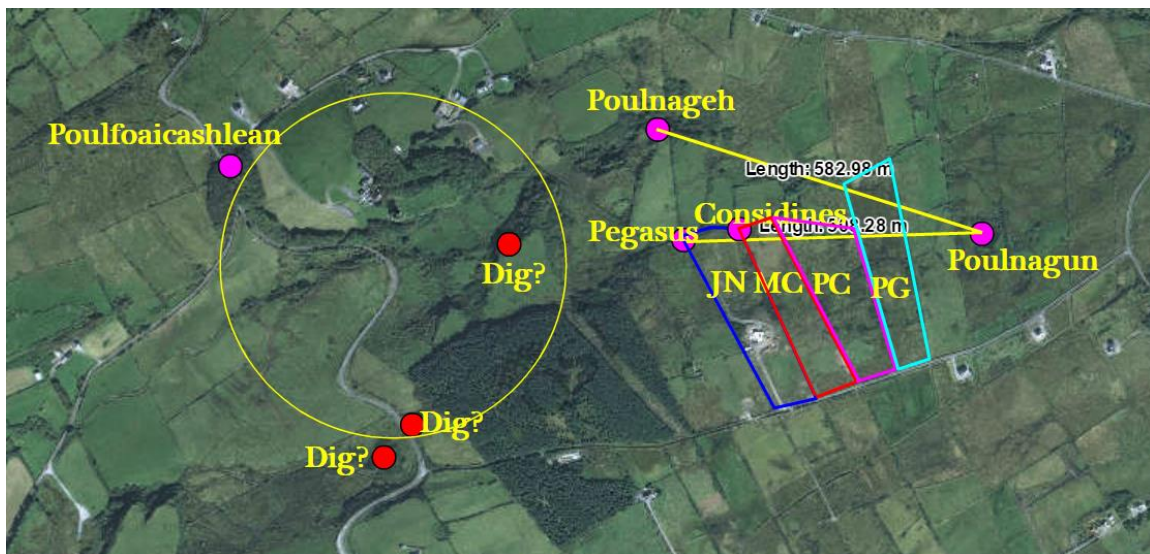 Poulnageh
Poulfoaicashlean
Length: 582.98 m
Considines
Pegasus
Poulnagun
Dig?
JN
MC
PC
PG
Dig?
Dig?